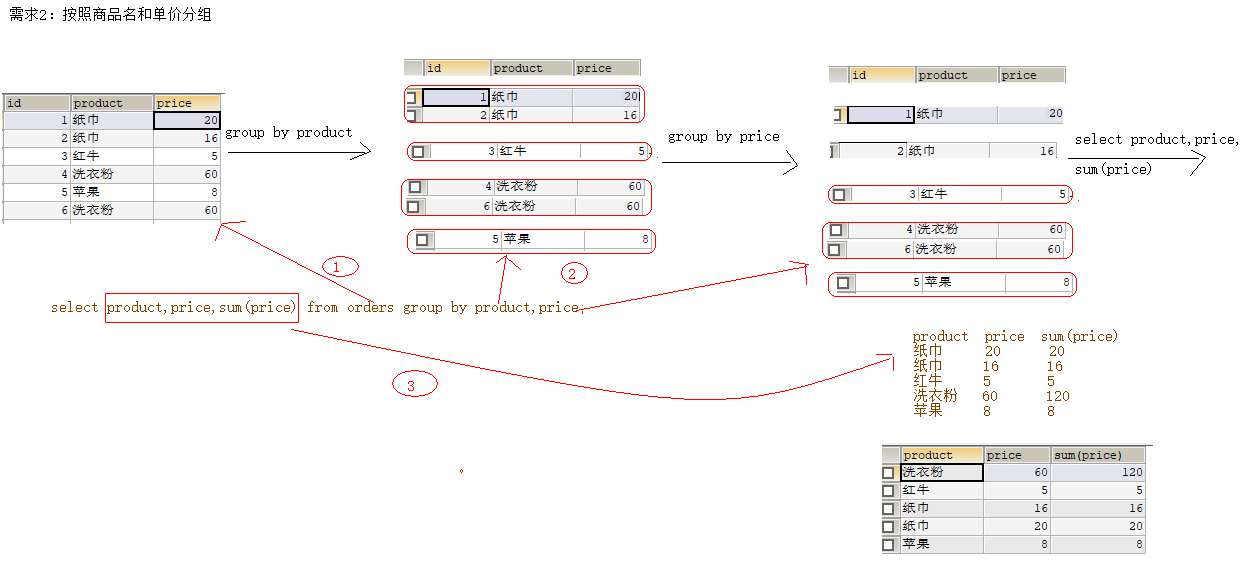 需求2：按照商品名和单价分组
id product price
1 纸巾 20
2 纸巾 16
3 红牛 5
4 洗衣粉 60
5 苹果 8
6 洗衣粉 60
group by product
id product price
1 纸巾 20
2 纸巾 16
3 红牛 5
4 洗衣粉 60
6 洗衣粉 60
5 苹果 8
group by price
id product price
1 纸巾 20
2 纸巾 16
3 红牛 5
4 洗衣粉 60
6 洗衣粉 60
5 苹果 8
select product,price,
sum(price)
1
2
select product,price,sum(price) from orders group by product,price;
3
product price sum(price)
纸巾 20 20
纸巾 16 16
红牛 5 5
洗衣粉 60 120
苹果 8 8
product price sum(price)
洗衣粉 60 120
红牛 5 5
纸巾 16 16
纸巾 20 20
苹果 8 8